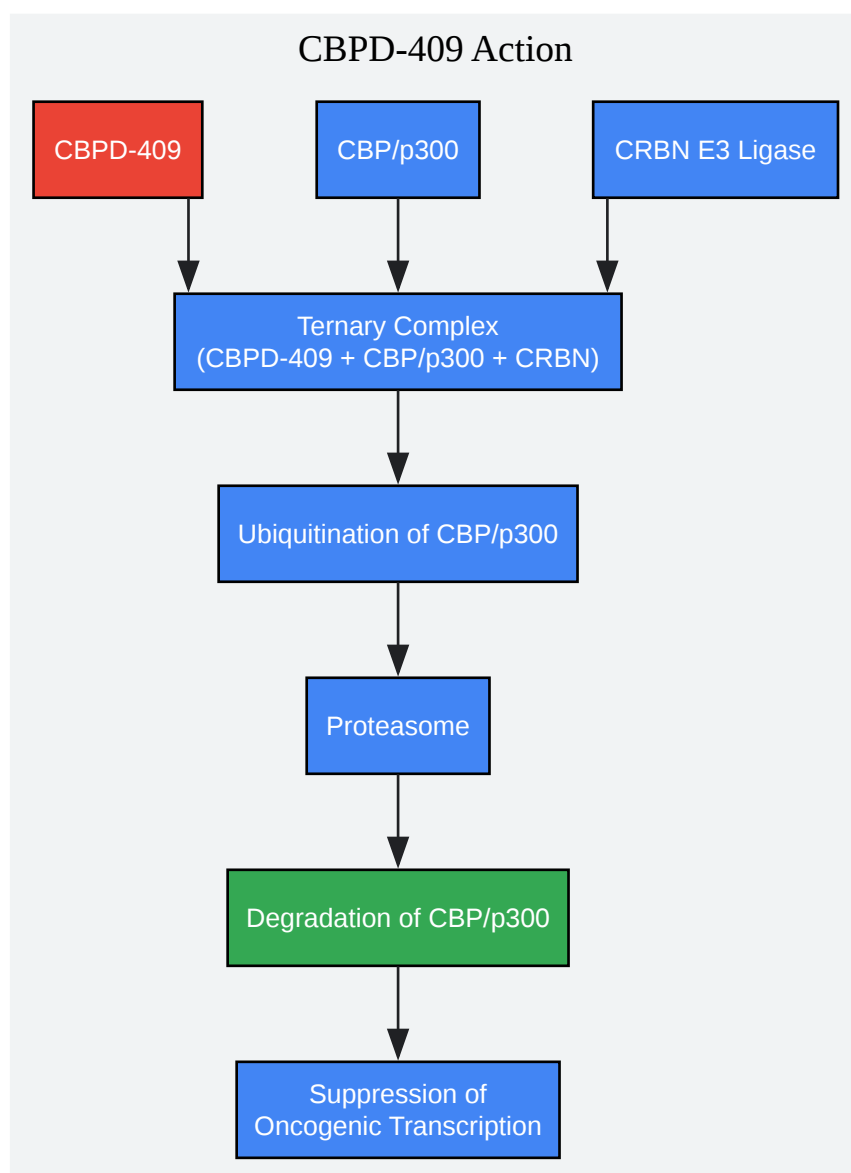 CBPD-409 Action
CBPD-409
CBP/p300
CRBN E3 Ligase
Ternary Complex
(CBPD-409 + CBP/p300 + CRBN)
Ubiquitination of CBP/p300
Proteasome
Degradation of CBP/p300
Suppression of
Oncogenic Transcription